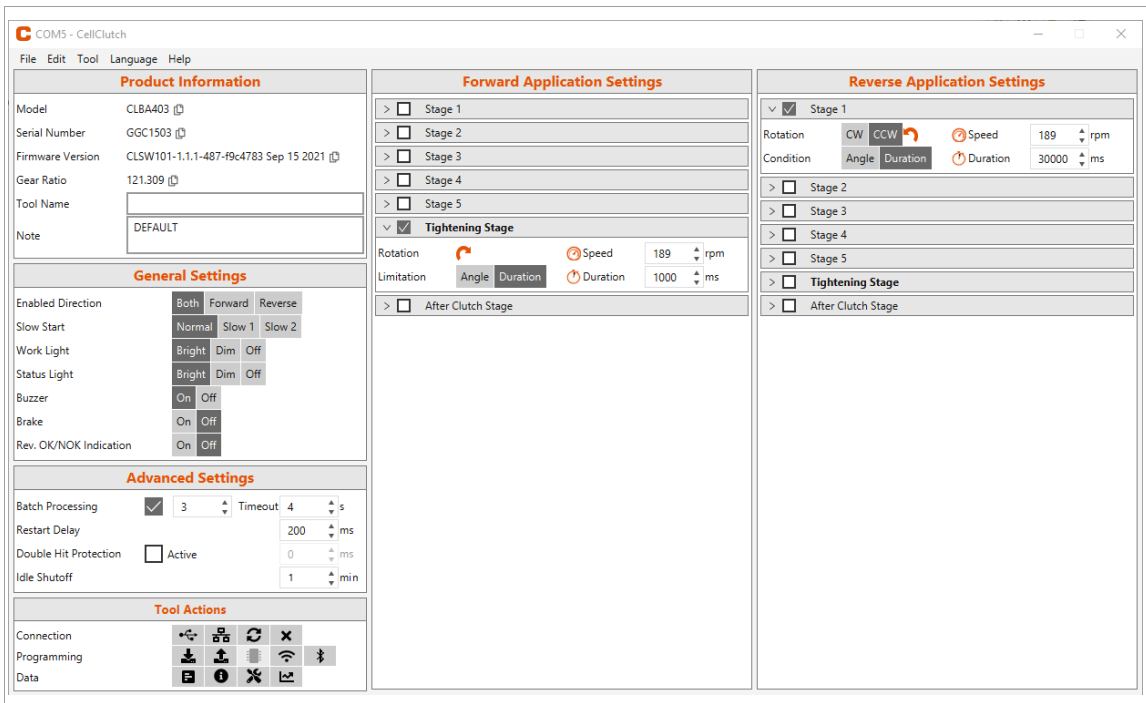 COM5 - CellClutch
File Edit Tool Language Help
Product Information
Model CLBA403
Serial Number GGC1503
Firmware Version CLSW101-1.1.1-487-f9c4783 Sep 15 2021
Gear Ratio 121.309
Tool Name
Note DEFAULT
General Settings
Enabled Direction Both Forward Reverse
Slow Start Normal Slow 1 Slow 2
Work Light Bright Dim Off
Status Light Bright Dim Off
Buzzer On Off
Brake On Off
Rev. OK/NOK Indication On Off
Advanced Settings
Batch Processing 3 Timeout 4 s
Restart Delay 200 ms
Double Hit Protection Active 0 ms
Idle Shutoff 1 min
Tool Actions
Connection
Programming
Data
Forward Application Settings
Stage 1
Stage 2
Stage 3
Stage 4
Stage 5
Tightening Stage
Rotation Speed 189 rpm
Limitation Angle Duration Duration 1000 ms
After Clutch Stage
Reverse Application Settings
Stage 1
Rotation CW CCW Speed 189 rpm
Condition Angle Duration Duration 30000 ms
Stage 2
Stage 3
Stage 4
Stage 5
Tightening Stage
After Clutch Stage